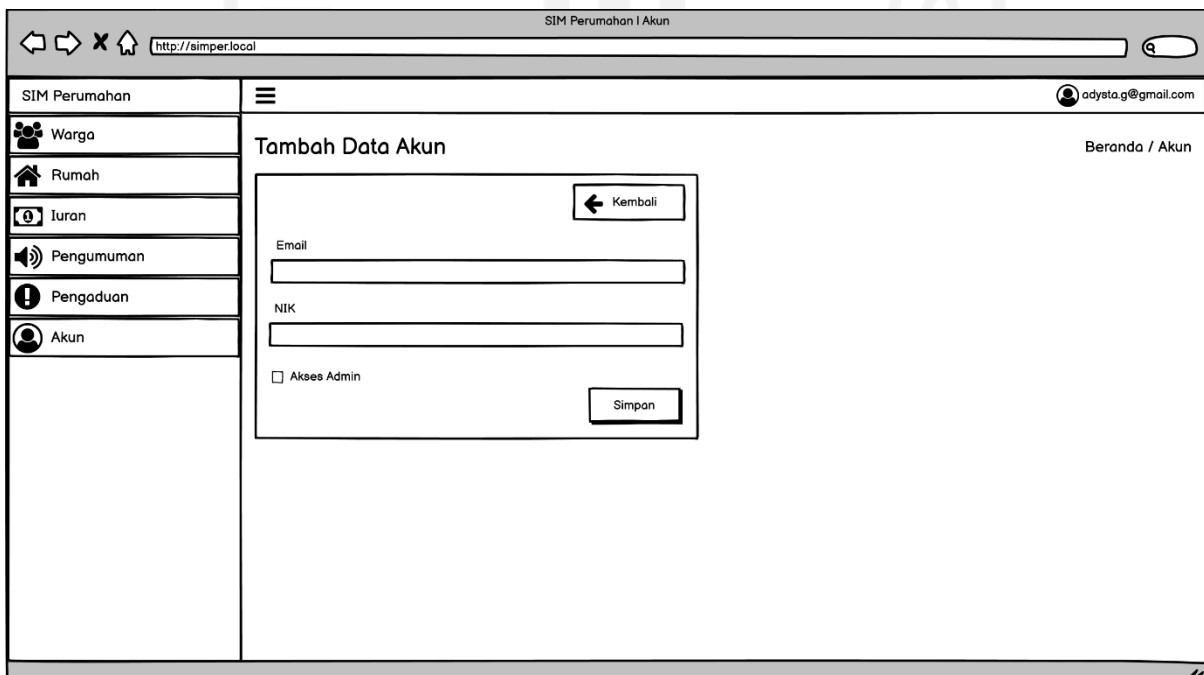 SIM Perumahan | Akun
http://simper.local
SIM Perumahan
adysta.g@gmail.com
Warga
Rumah
Iuran
Pengumuman
Pengaduan
Akun
Tambah Data Akun
Beranda / Akun
Kembali
Email
NIK
Akses Admin
Simpan